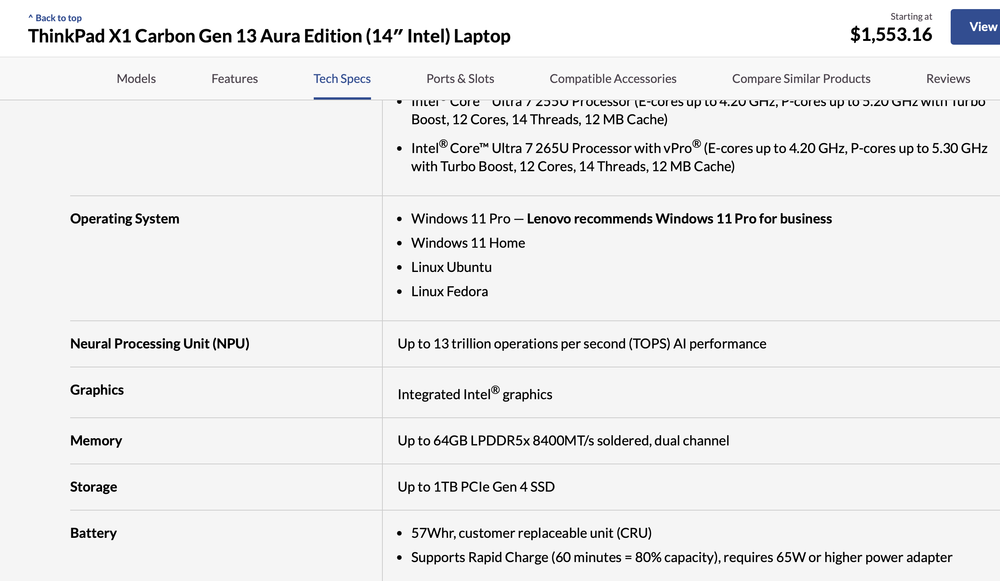 ^ Back to top
ThinkPad X1 Carbon Gen 13 Aura Edition (14″ Intel) Laptop
Starting at
$1,553.16
View
Models
Features
Tech Specs
Ports & Slots
Compatible Accessories
Compare Similar Products
Reviews
• Intel® Core™ Ultra 7 255U Processor (E-cores up to 4.20 GHz, P-cores up to 5.20 GHz with Turbo
Boost, 12 Cores, 14 Threads, 12 MB Cache)
• Intel® Core™ Ultra 7 265U Processor with vPro® (E-cores up to 4.20 GHz, P-cores up to 5.30 GHz
with Turbo Boost, 12 Cores, 14 Threads, 12 MB Cache)
Operating System
• Windows 11 Pro — Lenovo recommends Windows 11 Pro for business
• Windows 11 Home
• Linux Ubuntu
• Linux Fedora
Neural Processing Unit (NPU)
Up to 13 trillion operations per second (TOPS) AI performance
Graphics
Integrated Intel® graphics
Memory
Up to 64GB LPDDR5x 8400MT/s soldered, dual channel
Storage
Up to 1TB PCIe Gen 4 SSD
Battery
• 57Whr, customer replaceable unit (CRU)
• Supports Rapid Charge (60 minutes = 80% capacity), requires 65W or higher power adapter